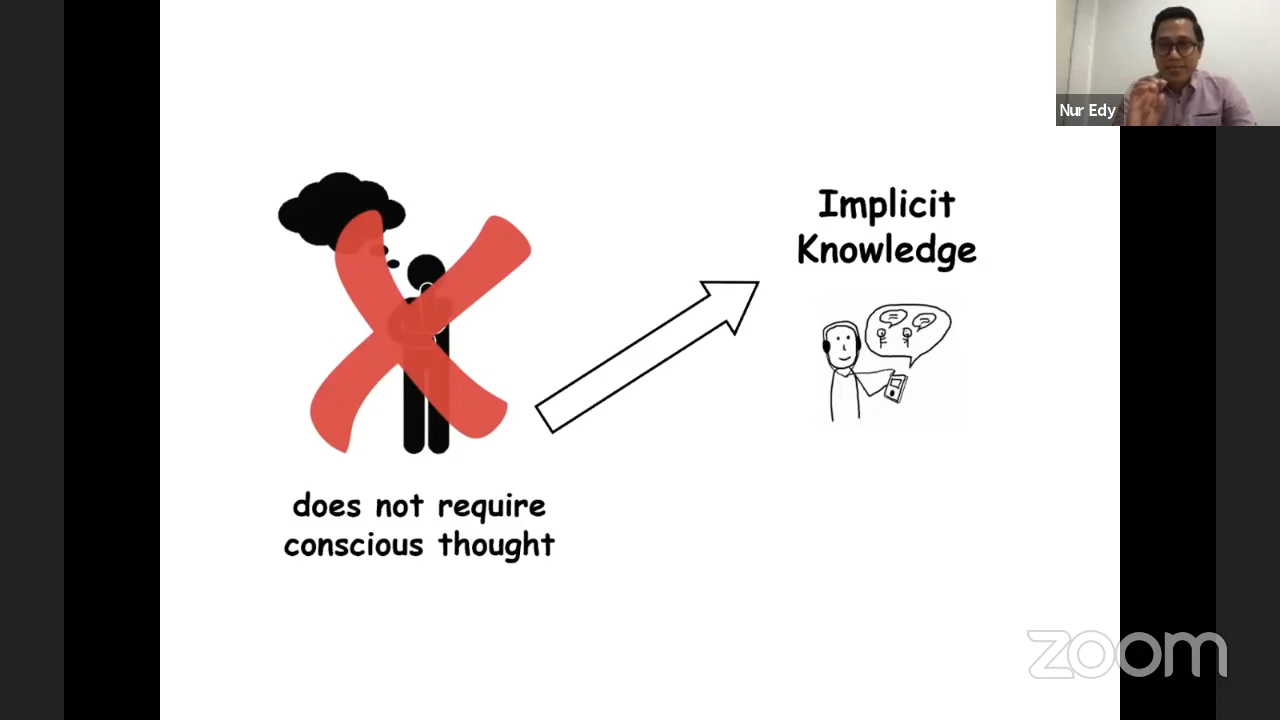 Nur Edy
Implicit
Knowledge
does not require
conscious thought
zoom